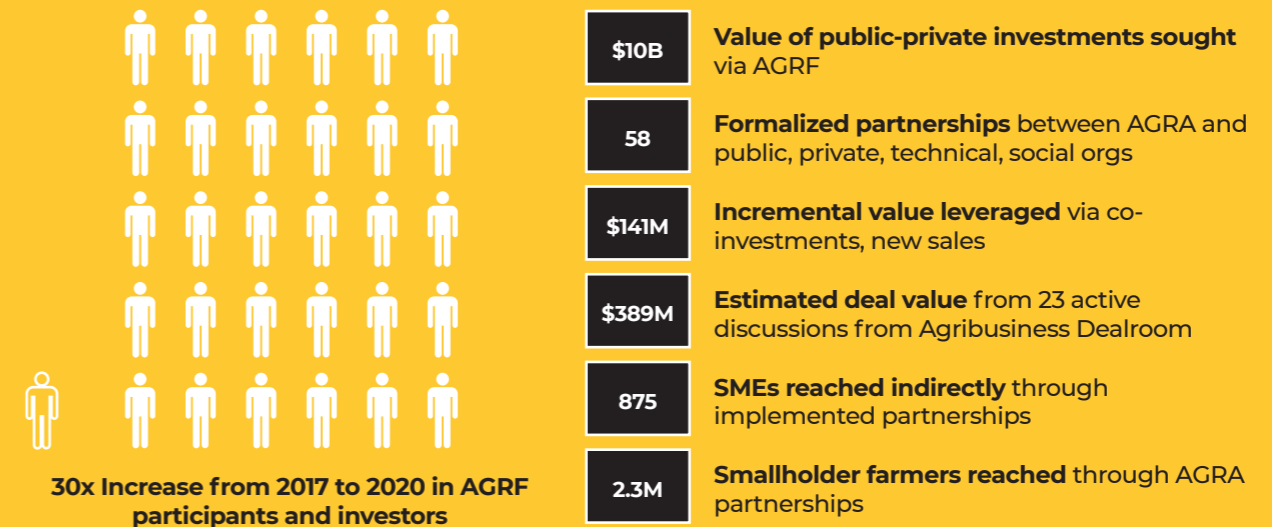 30x Increase from 2017 to 2020 in AGRF
participants and investors
$10B
Value of public-private investments sought
via AGRF
58
Formalized partnerships between AGRA and
public, private, technical, social orgs
$141M
Incremental value leveraged via co-
investments, new sales
$389M
Estimated deal value from 23 active
discussions from Agribusiness Dealroom
875
SMEs reached indirectly through
implemented partnerships
2.3M
Smallholder farmers reached through AGRA
partnerships